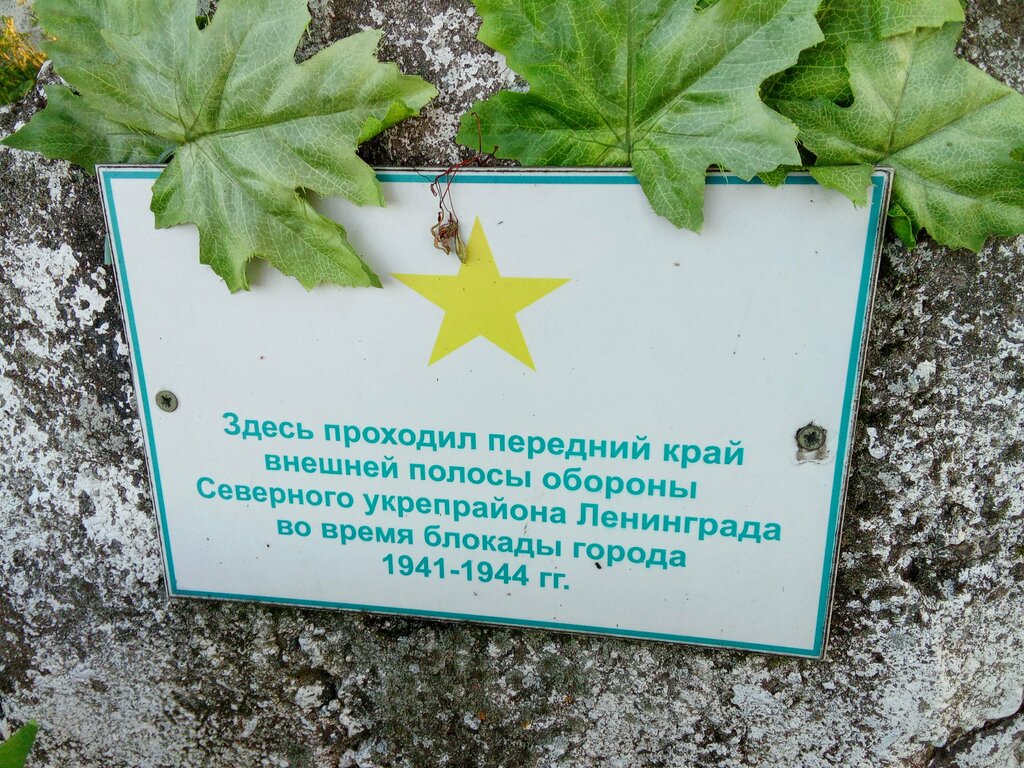 Здесь проходил передний край
внешней полосы обороны
Северного укрепрайона Ленинграда
во время блокады города
1941-1944 гг.